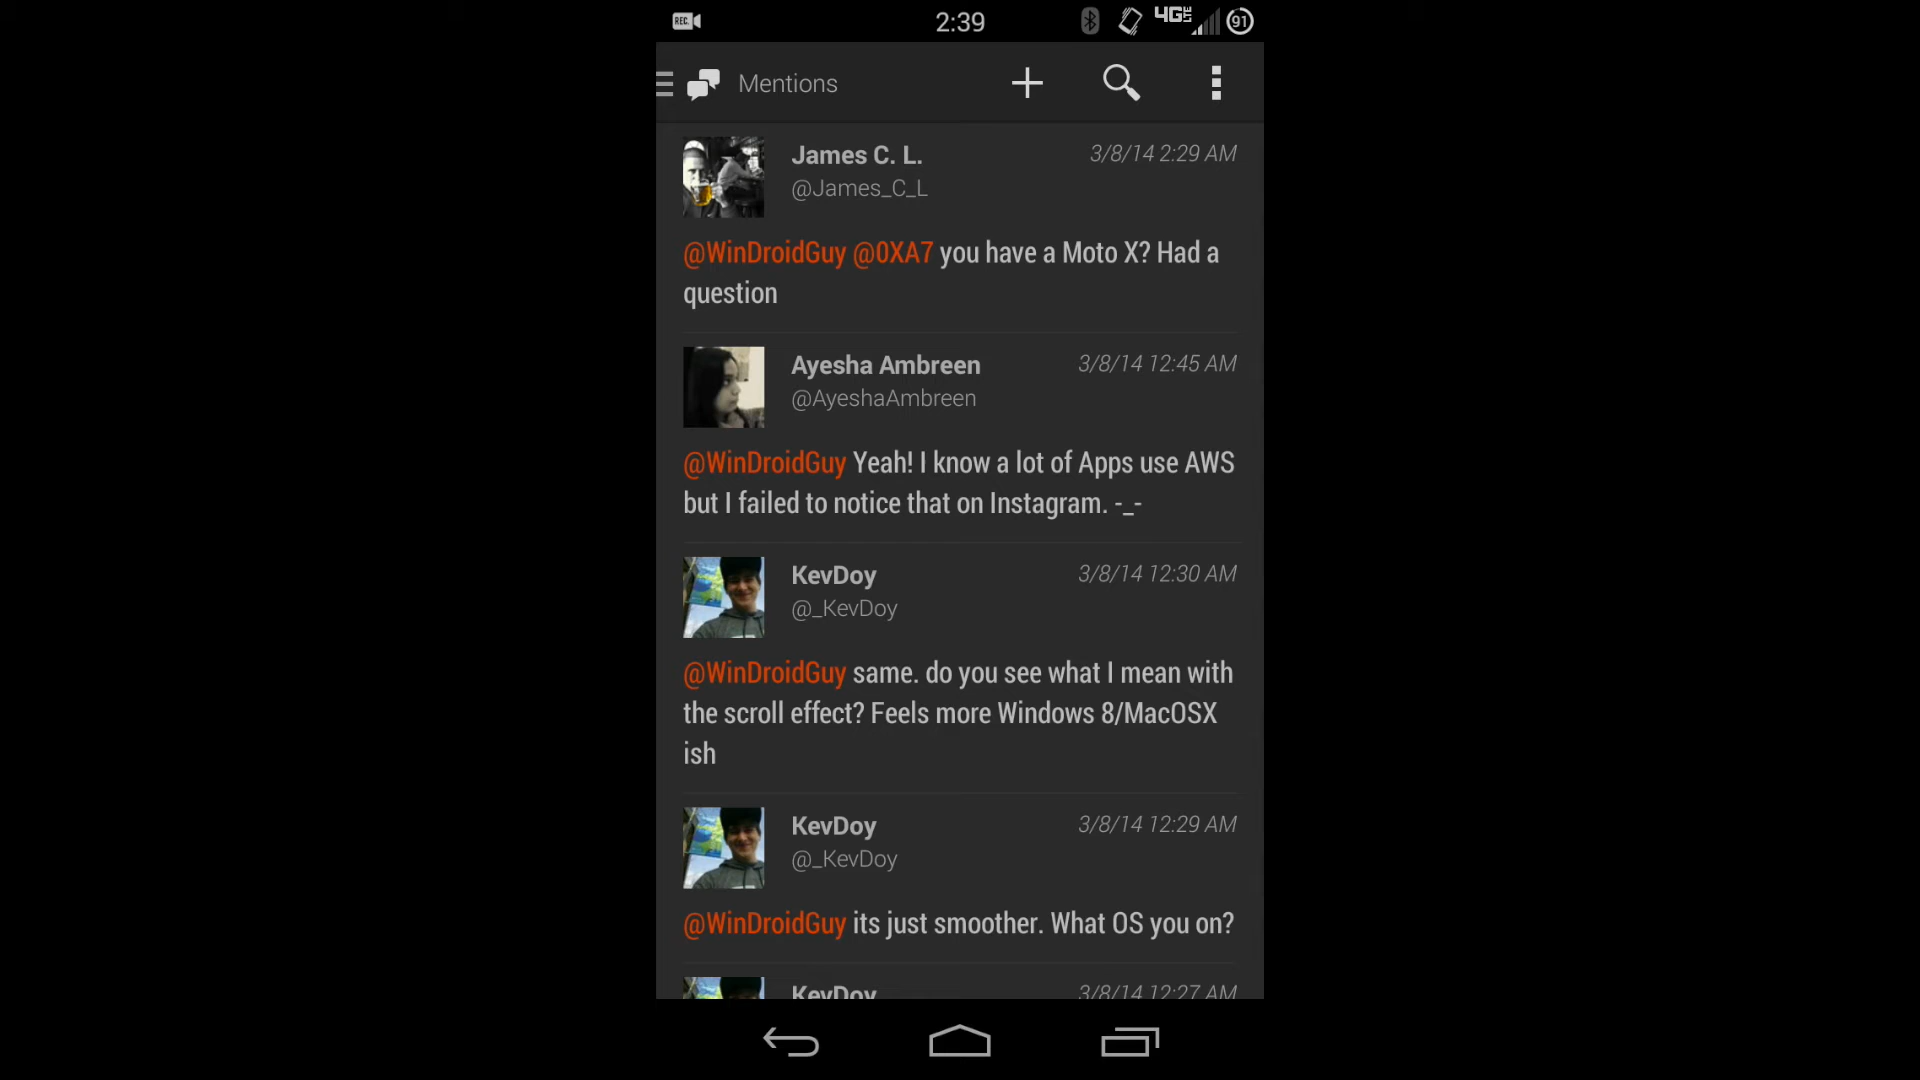 REC
2:39
4G LTE
91
Mentions
James C. L.
3/8/14 2:29 AM
@James_C_L
@WinDroidGuy @0XA7 you have a Moto X? Had a
question
Ayesha Ambreen
3/8/14 12:45 AM
@AyeshaAmbreen
@WinDroidGuy Yeah! I know a lot of Apps use AWS
but I failed to notice that on Instagram. -_-
KevDoy
3/8/14 12:30 AM
@_KevDoy
@WinDroidGuy same. do you see what I mean with
the scroll effect? Feels more Windows 8/MacOSX
ish
KevDoy
3/8/14 12:29 AM
@_KevDoy
@WinDroidGuy its just smoother. What OS you on?
KevDoy
3/8/14 12:27 AM